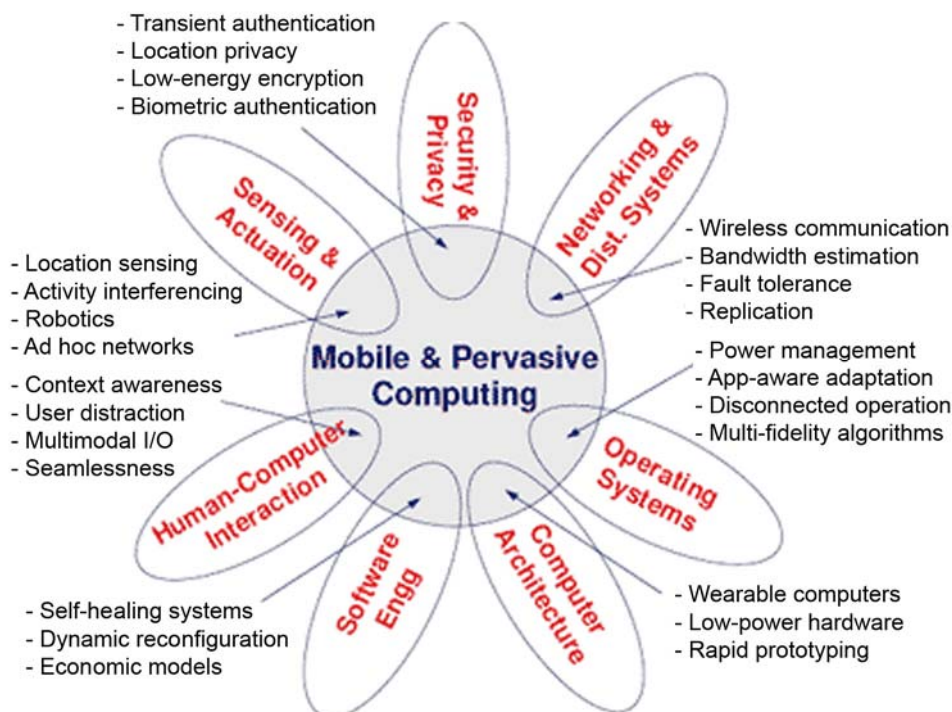 - Transient authentication
- Location privacy
- Low-energy encryption
- Biometric authentication
Security &
Privacy
Networking &
Dist. Systems
Sensing &
Actuation
- Wireless communication
- Bandwidth estimation
- Fault tolerance
- Replication
- Location sensing
- Activity interferencing
- Robotics
- Ad hoc networks
Mobile & Pervasive
Computing
- Power management
- App-aware adaptation
- Disconnected operation
- Multi-fidelity algorithms
- Context awareness
- User distraction
- Multimodal I/O
- Seamlessness
Human-Computer
Interaction
Operating
Systems
Software
Engg
Computer
Architecture
- Self-healing systems
- Dynamic reconfiguration
- Economic models
- Wearable computers
- Low-power hardware
- Rapid prototyping